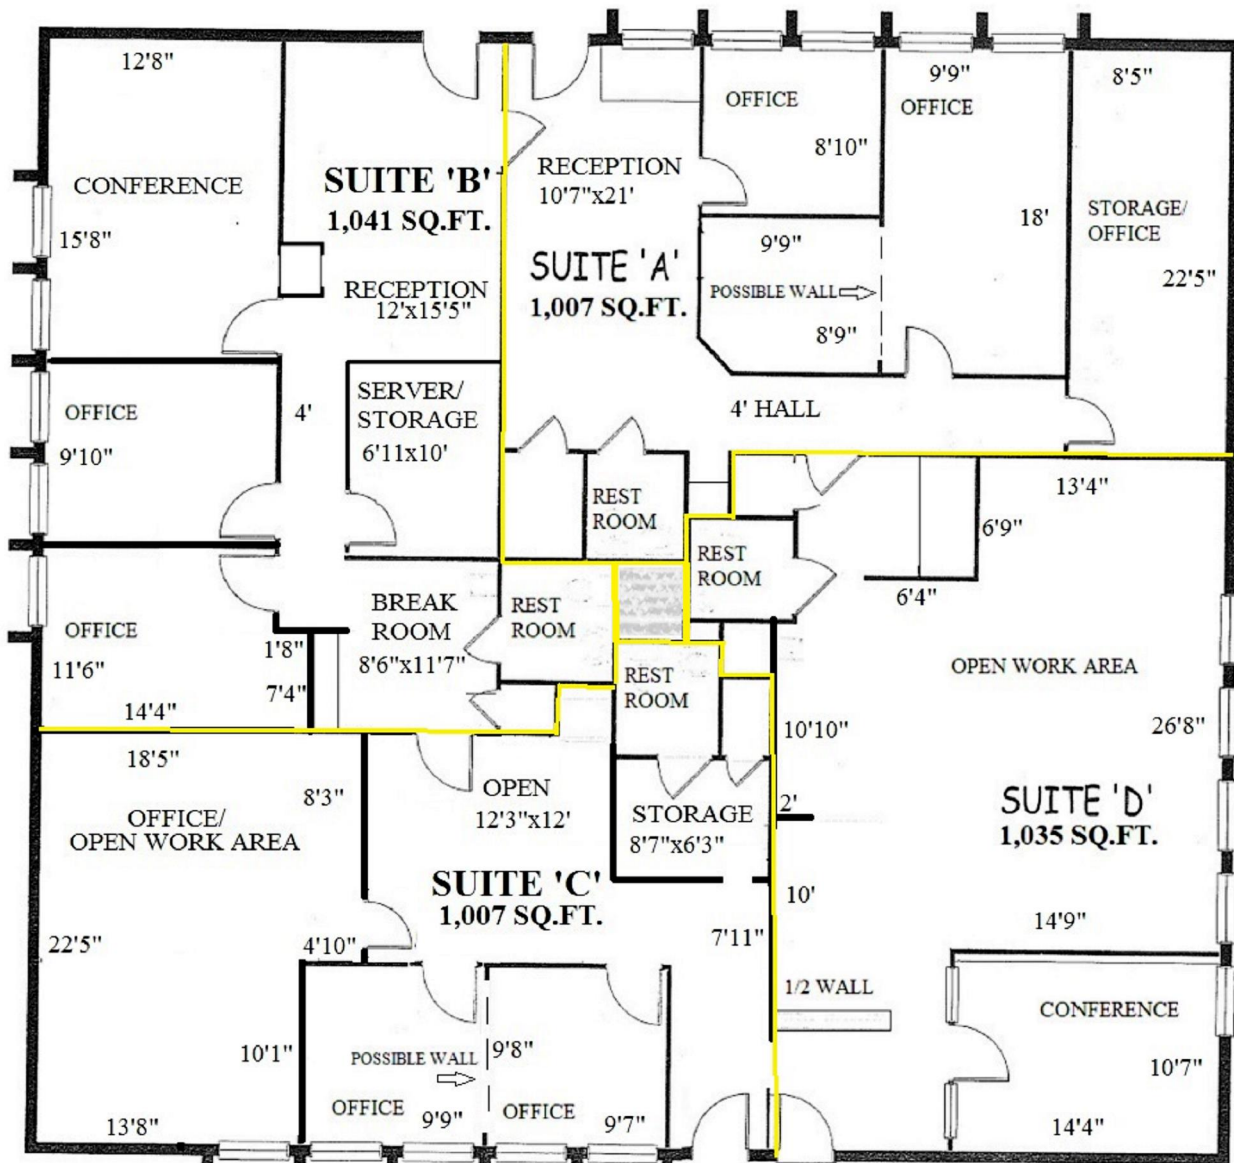 12'8"
CONFERENCE
15'8"
SUITE 'B'
1,041 SQ.FT.
RECEPTION
12'x15'5"
OFFICE
9'10"
4'
SERVER/
STORAGE
6'11x10'
OFFICE
11'6"
14'4"
1'8"
7'4"
BREAK
ROOM
8'6"x11'7"
REST
ROOM
RECEPTION
10'7"x21'
SUITE 'A'
1,007 SQ.FT.
OFFICE
8'10"
9'9"
POSSIBLE WALL
8'9"
9'9"
OFFICE
18'
8'5"
STORAGE/
OFFICE
22'5"
4' HALL
REST
ROOM
REST
ROOM
13'4"
6'9"
6'4"
OPEN WORK AREA
26'8"
10'10"
2'
SUITE 'D'
1,035 SQ.FT.
10'
14'9"
1/2 WALL
CONFERENCE
10'7"
14'4"
REST
ROOM
STORAGE
8'7"x6'3"
18'5"
8'3"
OFFICE/
OPEN WORK AREA
22'5"
4'10"
10'1"
13'8"
OPEN
12'3"x12'
SUITE 'C'
1,007 SQ.FT.
7'11"
POSSIBLE WALL
9'8"
OFFICE
9'9"
OFFICE
9'7"